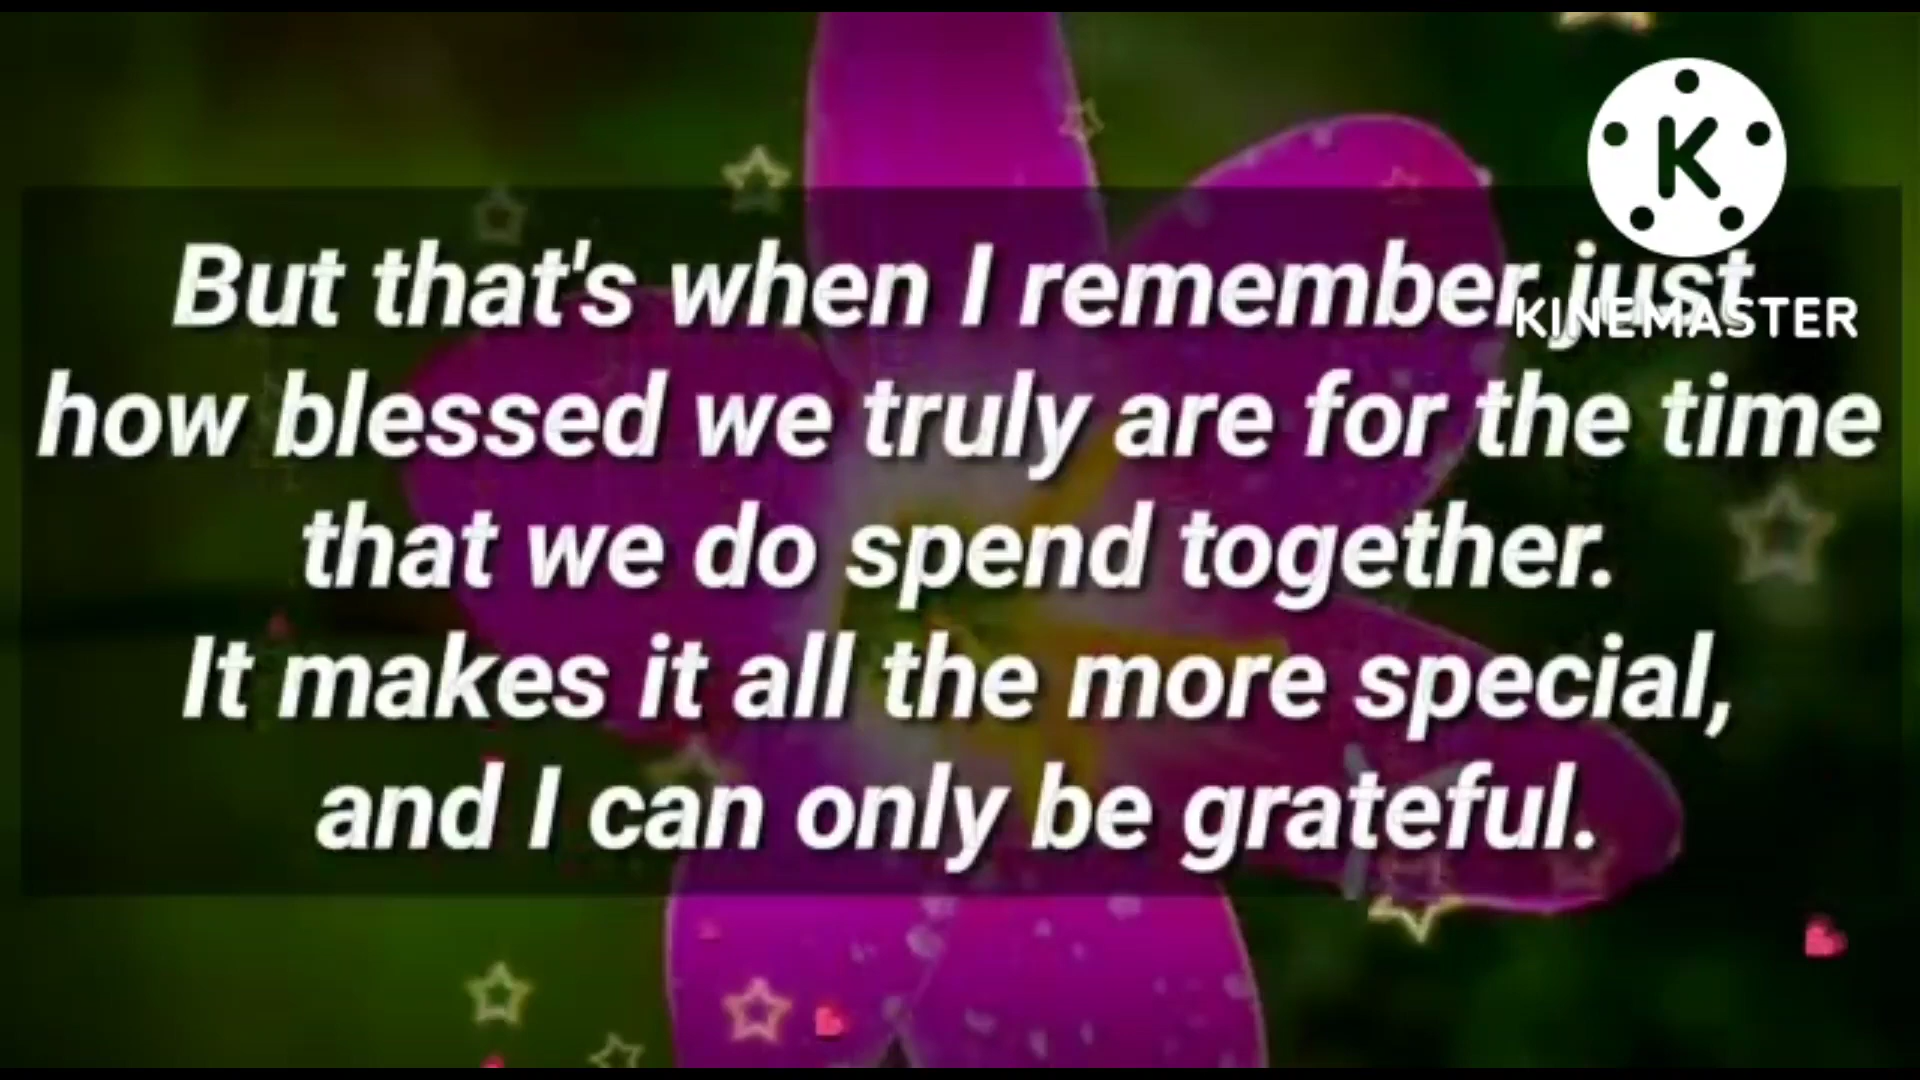 But that's when I remember just
how blessed we truly are for the time
that we do spend together.
It makes it all the more special,
and I can only be grateful.
K
KINEMASTER